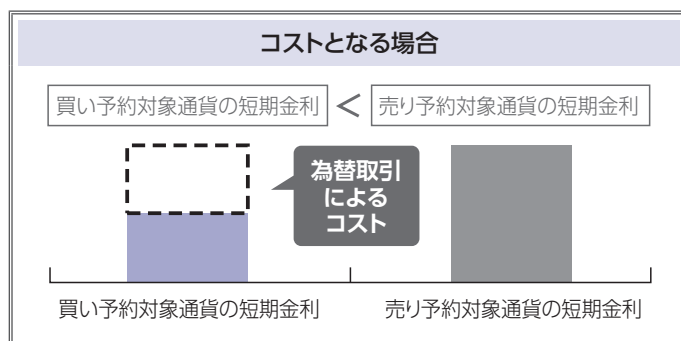 コストとなる場合
買い予約対象通貨の短期金利 < 売り予約対象通貨の短期金利
為替取引
による
コスト
買い予約対象通貨の短期金利 売り予約対象通貨の短期金利